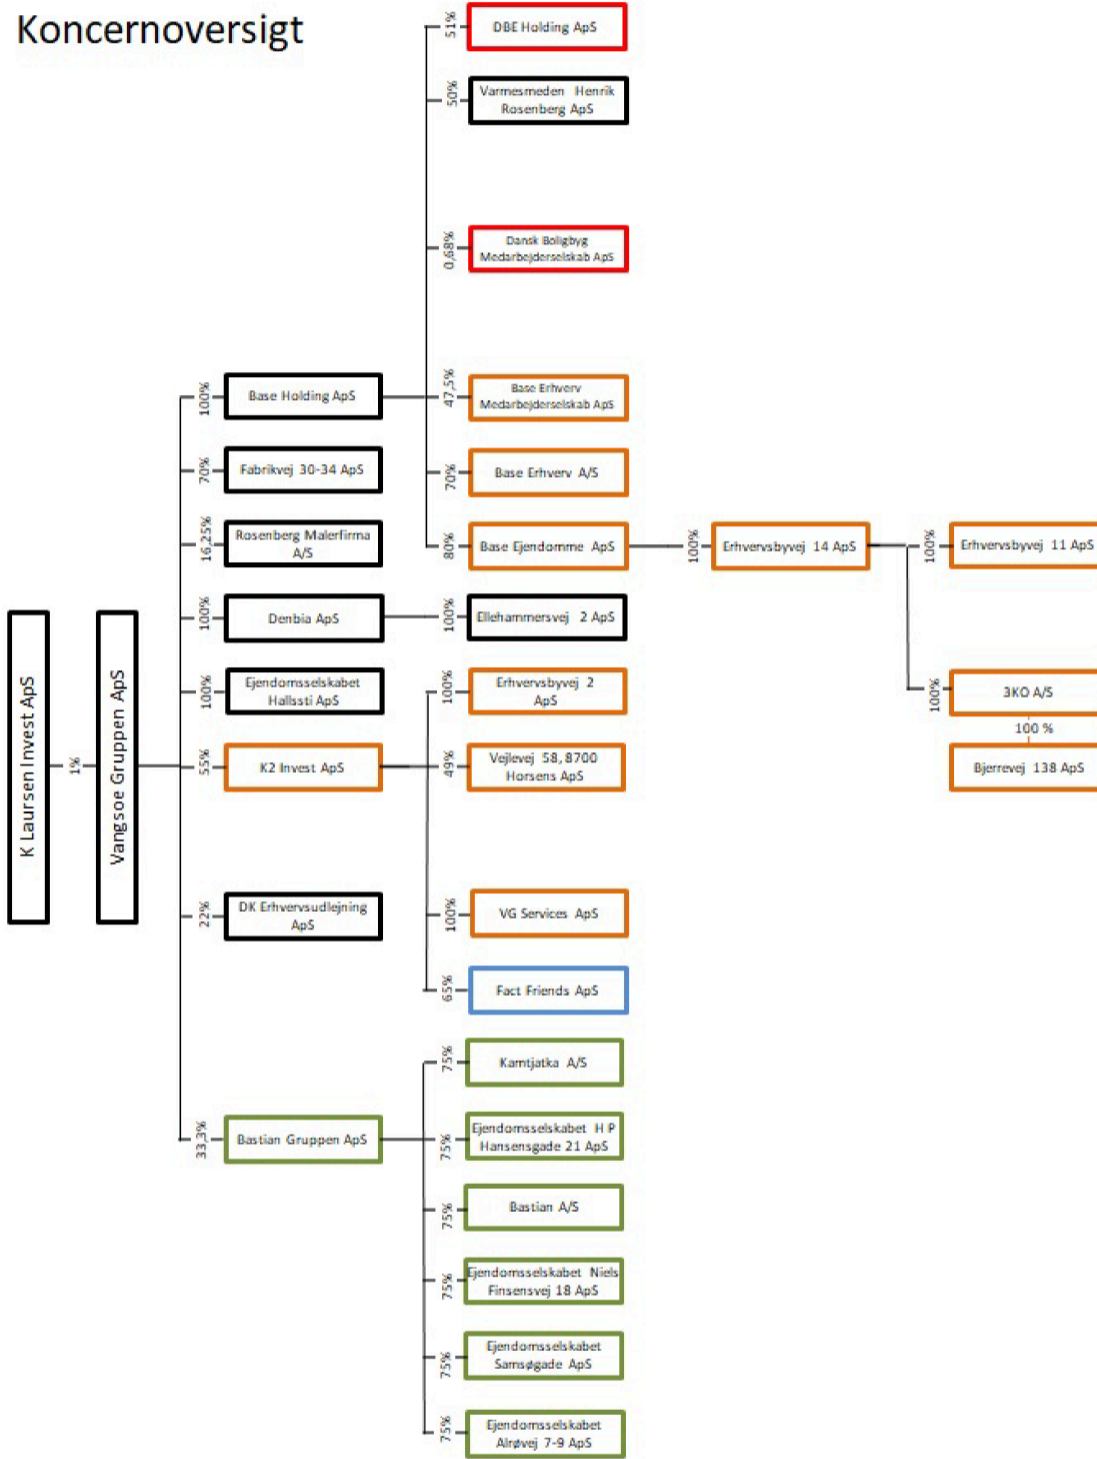 Koncernoversigt
51%
DBE Holding ApS
50%
Varmesmeden Henrik
Rosenberg ApS
0,68%
Dansk Boligbyg
Medarbejderselskab ApS
100%
Base Holding ApS
47,5%
Base Erhverv
Medarbejderselskab ApS
70%
Fabrikvej 30-34 ApS
70%
Base Erhverv A/S
16,25%
Rosenberg Malerfirma
A/S
80%
Base Ejendomme ApS
100%
Erhvervsbyvej 14 ApS
100%
Erhvervsbyvej 11 ApS
100%
Denbia ApS
100%
Ellehammersvej 2 ApS
K Laursen Invest ApS
1%
Vangsoe Gruppen ApS
100%
Ejendomsselskabet
Hallssti ApS
100%
Erhvervsbyvej 2
ApS
100%
3KO A/S
100 %
Bjerrevej 138 ApS
55%
K2 Invest ApS
49%
Vejlevej 58, 8700
Horsens ApS
22%
DK Erhvervsudlejning
ApS
100%
VG Services ApS
65%
Fact Friends ApS
33,3%
Bastian Gruppen ApS
75%
Kamtjatka A/S
75%
Ejendomsselskabet H P
Hansensgade 21 ApS
75%
Bastian A/S
75%
Ejendomsselskabet Niels
Finsensvej 18 ApS
75%
Ejendomsselskabet
Samsøgade ApS
75%
Ejendomsselskabet
Alrøvej 7-9 ApS